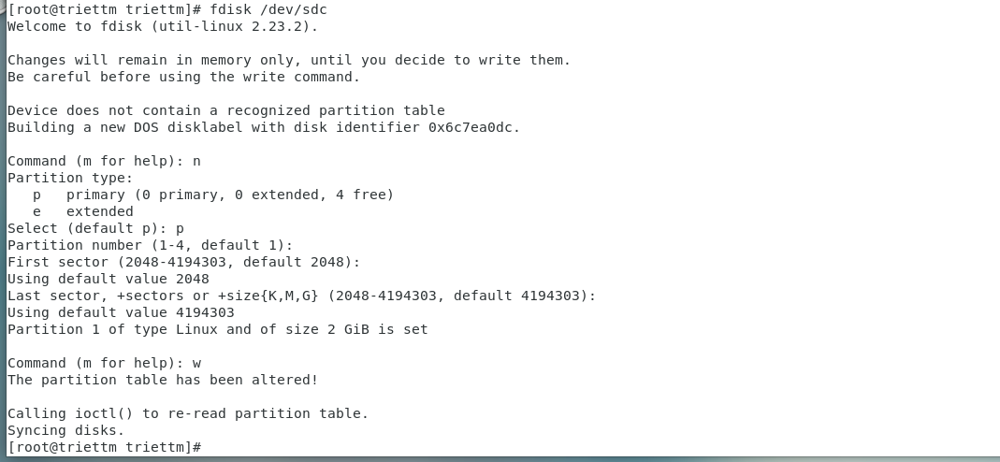 [root@triettm triettm]# fdisk /dev/sdc
Welcome to fdisk (util-linux 2.23.2).

Changes will remain in memory only, until you decide to write them.
Be careful before using the write command.

Device does not contain a recognized partition table
Building a new DOS disklabel with disk identifier 0x6c7ea0dc.

Command (m for help): n
Partition type:
   p   primary (0 primary, 0 extended, 4 free)
   e   extended
Select (default p): p
Partition number (1-4, default 1):
First sector (2048-4194303, default 2048):
Using default value 2048
Last sector, +sectors or +size{K,M,G} (2048-4194303, default 4194303):
Using default value 4194303
Partition 1 of type Linux and of size 2 GiB is set

Command (m for help): w
The partition table has been altered!

Calling ioctl() to re-read partition table.
Syncing disks.
[root@triettm triettm]#